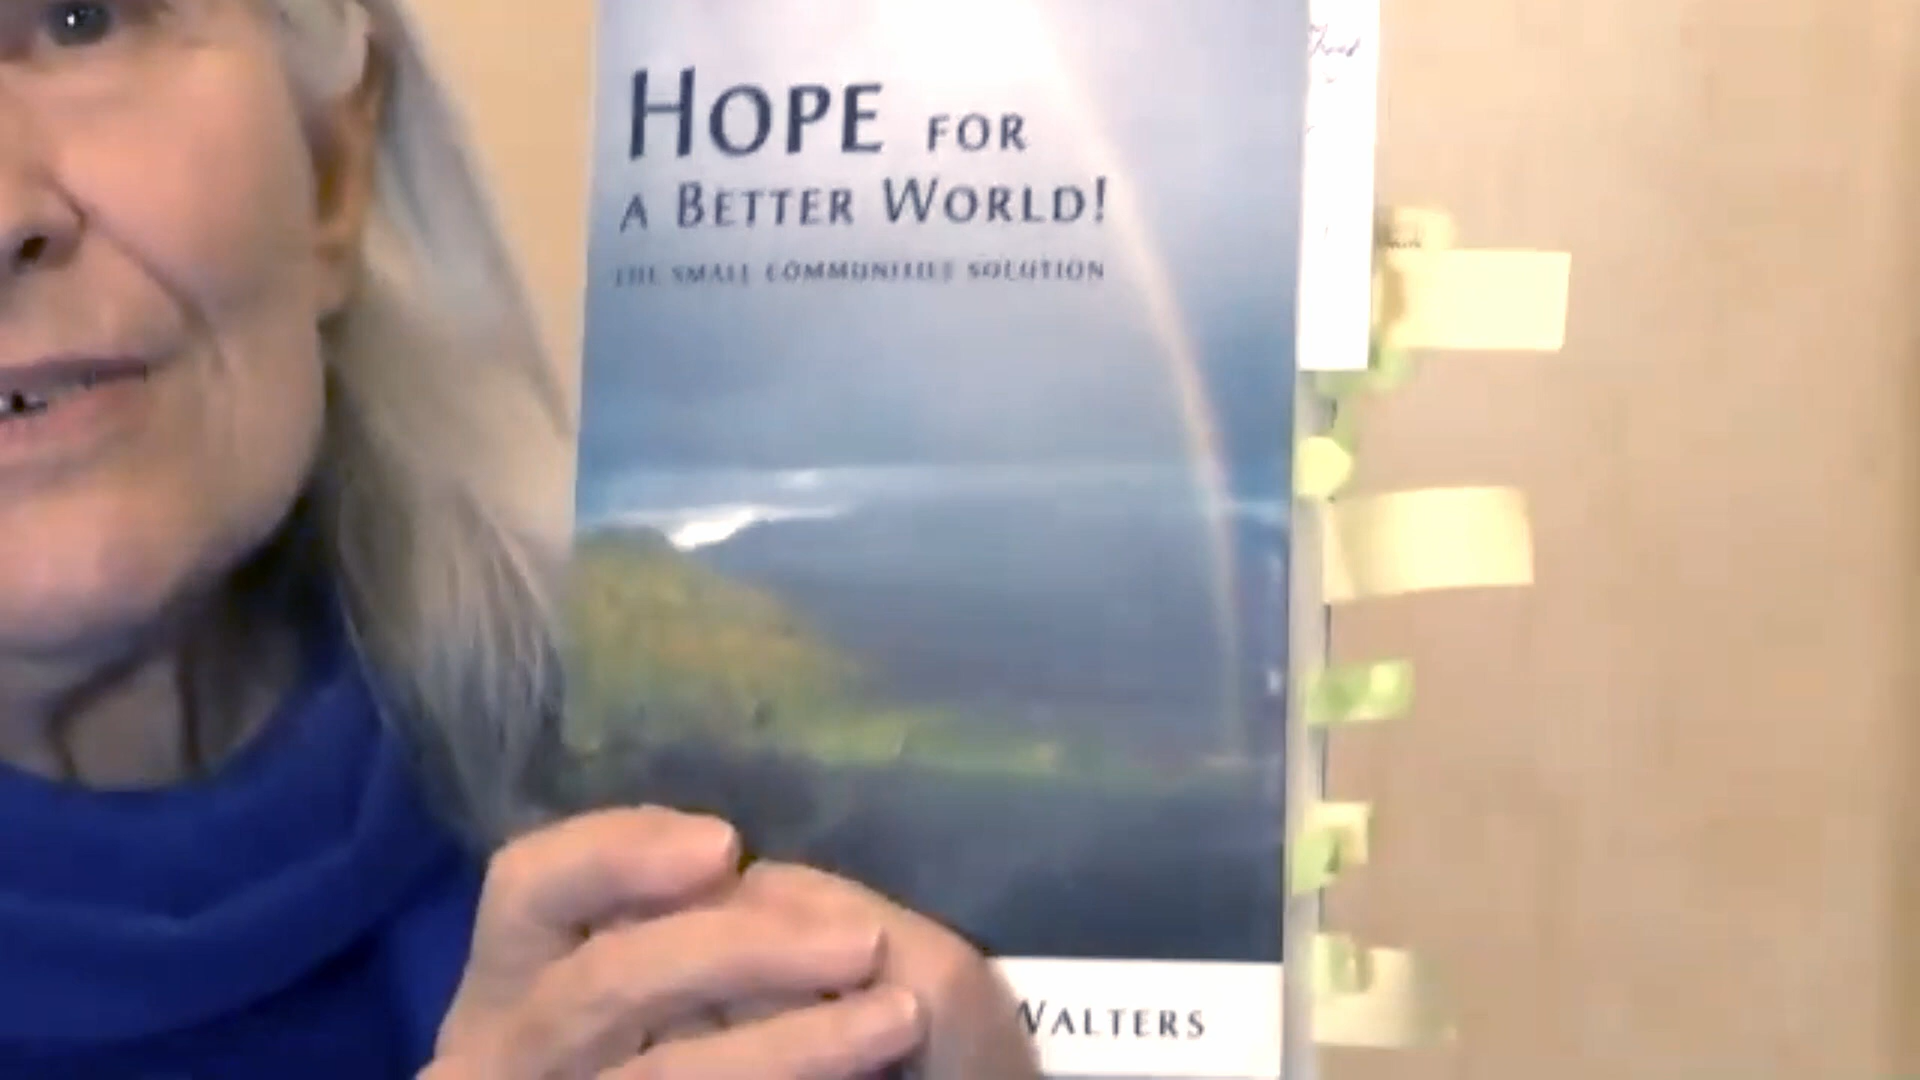 HOPE FOR
A BETTER WORLD!
THE SMALL COMMUNITIES SOLUTION
WALTERS